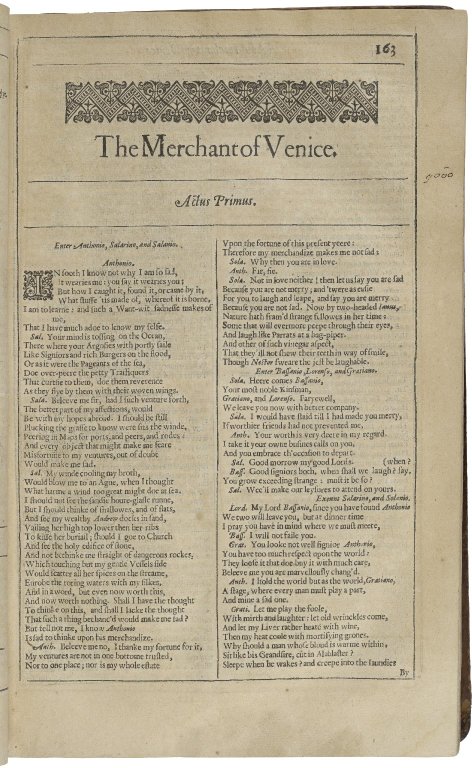 163
The Merchant of Venice.
Actus Primus.
Enter Anthonio, Salarino, and Salanio.
Anthonio.
IN sooth I know not why I am so sad,
It wearies me: you say it wearies you;
But how I caught it, found it, or came by it,
What stuffe 'tis made of, whereof it is borne,
I am to learne: and such a Want-wit sadnesse makes of
mee,
That I haue much ado to know my selfe.
Sal. Your minde is tossing on the Ocean,
There where your Argosies with portly saile
Like Signiors and rich Burgers on the flood,
Or as it were the Pageants of the sea,
Doe ouer-peere the pettie Traffiquers
That curtsie to them, doe them reuerence
As they flye by them with their wouen wings.
Sala. Beleeue me sir, had I such venture forth,
The better part of my affections, would
Be with my hopes abroad. I should be still
Plucking the grasse to know where sits the winde,
Peering in Maps for ports, and peers, and rodes:
And euery obiect that might make me feare
Misfortune to my ventures, out of doubt
Would make me sad.
Sal. My winde cooling my broth,
Would blow me to an Ague, when I thought
What harme a winde too great might doe at sea.
I should not see the sandie houre-glasse runne,
But I should thinke of shallowes, and of flats,
And see my wealthy Andrew docks in sand,
Vailing her high top lower then her ribs
To kisse her buriall; should I goe to Church
And see the holy edifice of stone,
And not bethinke me straight of dangerous rocks,
Which touching but my gentle Vessels side
Would scatter all her spices on the streame,
Enrobe the roring waters with my silkes,
And in a word, but euen now worth this,
And now worth nothing. Shall I haue the thought
To thinke on this, and shall I lacke the thought
That such a thing bechaunc'd would make me sad?
But tell not me, I know Anthonio
Is sad to thinke vpon his merchandize.
Anth. Beleeue me no, I thanke my fortune for it,
My ventures are not in one bottome trusted,
Nor to one place; nor is my whole estate
Vpon the fortune of this present yeere:
Therefore my merchandize makes me not sad.
Sola. Why then you are in loue.
Anth. Fie, fie.
Sola. Not in loue neither: then let vs say you are sad
Because you are not merry; and 'twere as easie
For you to laugh and leape, and say you are merry
Because you are not sad. Now by two-headed Ianus,
Nature hath fram'd strange fellowes in her time:
Some that will euermore peepe through their eyes,
And laugh like Parrats at a bag-piper.
And other of such vineger aspect,
That they'll not shew their teeth in way of smile,
Though Nestor sweare the iest be laughable.
Enter Bassanio, Lorenso, and Gratiano.
Sola. Heere comes Bassanio,
Your most noble Kinsman,
Gratiano, and Lorenso. Faryewell,
We leaue you now with better company.
Sala. I would haue staid till I had made you merry,
If worthier friends had not preuented me.
Anth. Your worth is very deere in my regard.
I take it your owne busines calls on you,
And you embrace th'occasion to depart.
Sal. Good morrow my good Lords. (when?
Bass. Good signiors both, when shall we laugh? say,
You grow exceeding strange: must it be so?
Sal. Wee'll make our leysures to attend on yours.
Exeunt Salarino, and Solanio.
Lor. My Lord Bassanio, since you haue found Anthonio
We two will leaue you, but at dinner time
I pray you haue in minde where we must meete.
Bass. I will not faile you.
Grat. You looke not well signior Anthonio,
You haue too much respect vpon the world:
They loose it that doe buy it with much care,
Beleeue me you are maruellously chang'd.
Anth. I hold the world but as the world Gratiano,
A stage, where euery man must play a part,
And mine a sad one.
Grati. Let me play the foole,
With mirth and laughter let old wrinckles come,
And let my Liuer rather heate with wine,
Then my heart coole with mortifying grones.
Why should a man whose bloud is warme within,
Sit like his Grandsire, cut in Alablaster?
Sleepe when he wakes? and creepe into the Iaundies
By